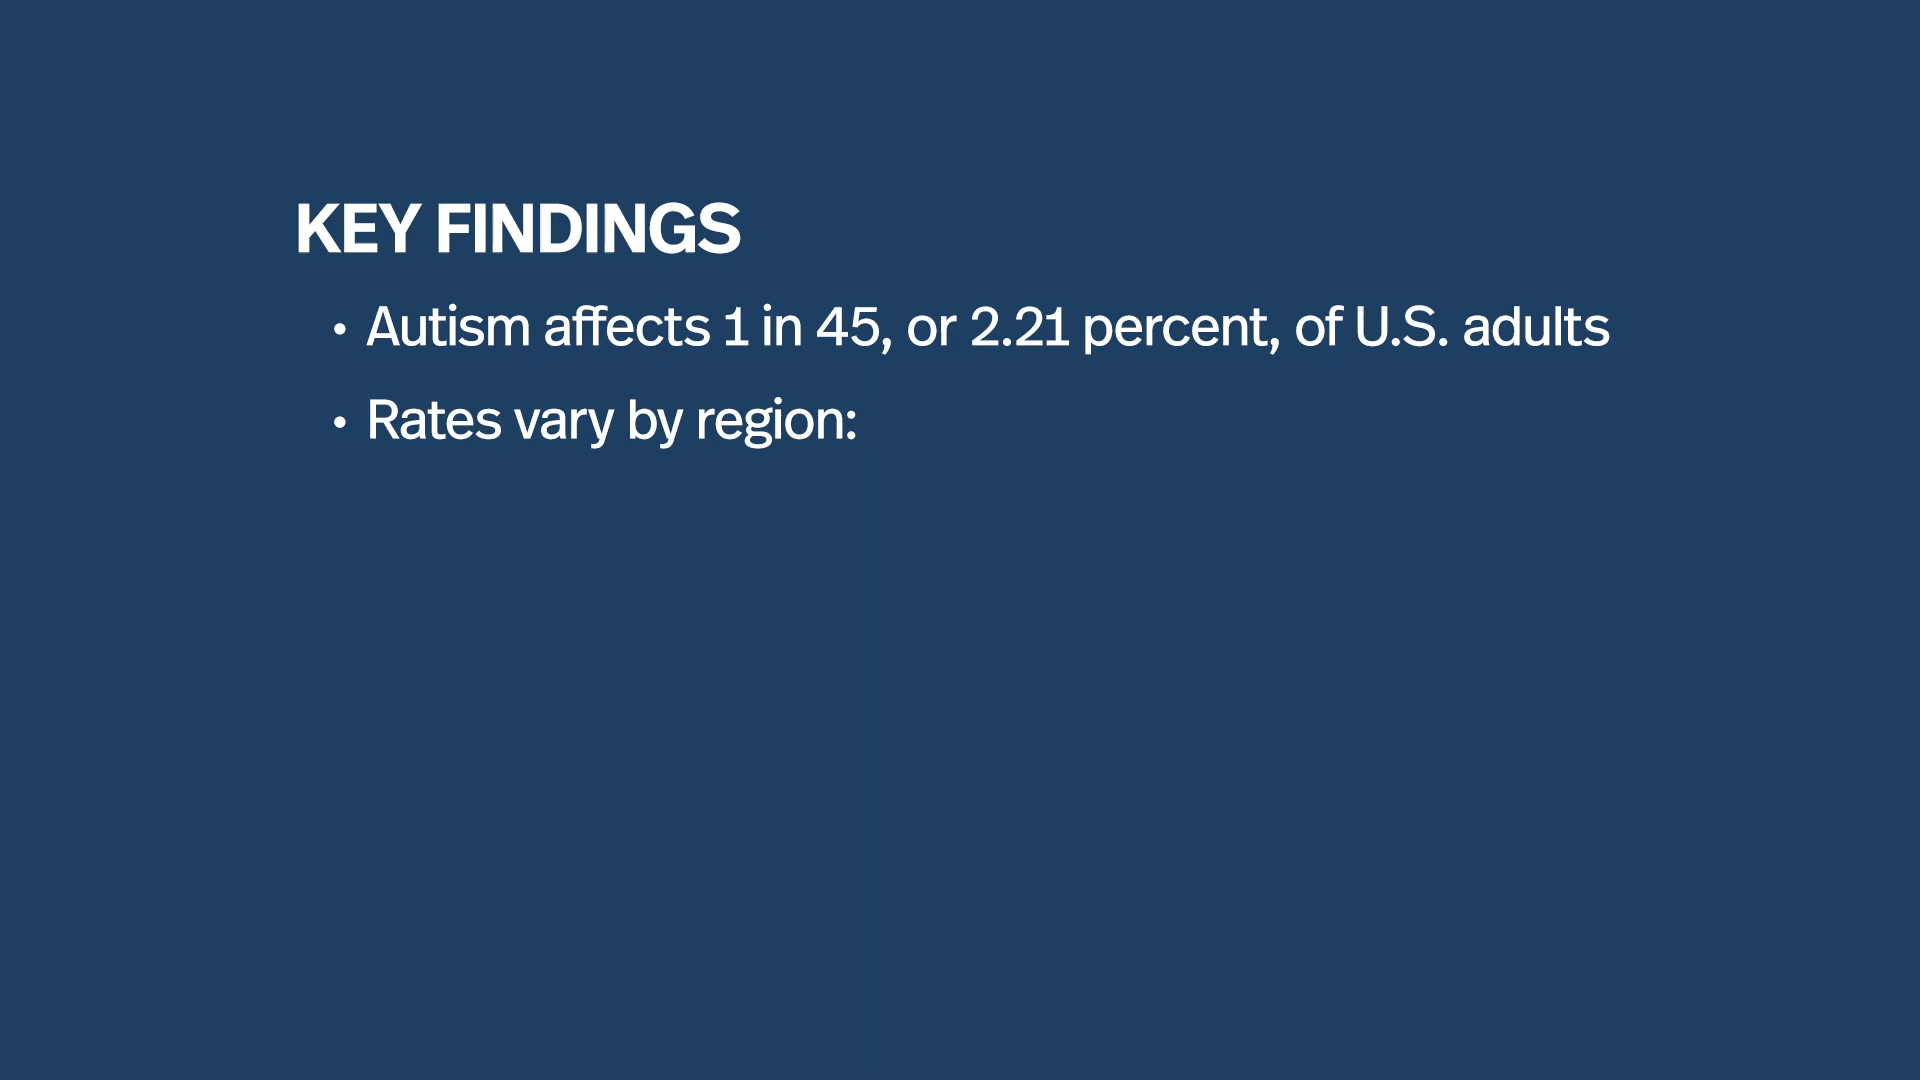 KEY FINDINGS
• Autism affects 1 in 45, or 2.21 percent, of U.S. adults
• Rates vary by region: